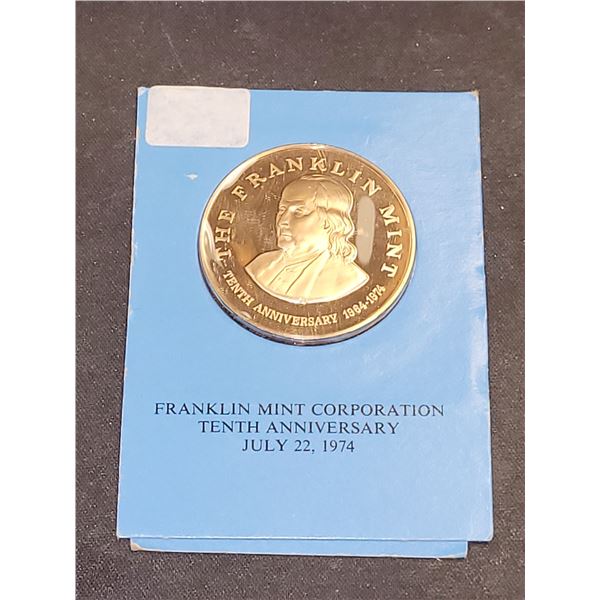 THE FRANKLIN MINT
TENTH ANNIVERSARY 1964-1974
FRANKLIN MINT CORPORATION
TENTH ANNIVERSARY
JULY 22, 1974